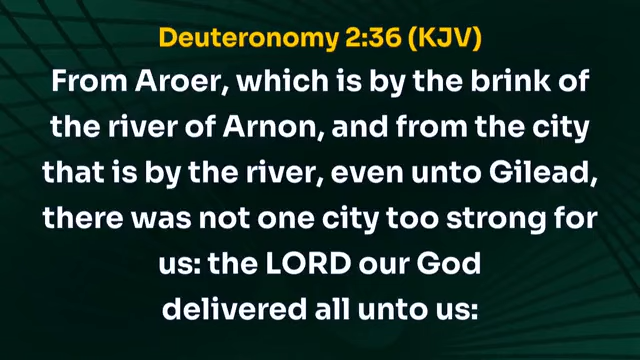 Deuteronomy 2:36 (KJV)
From Aroer, which is by the brink of
the river of Arnon, and from the city
that is by the river, even unto Gilead,
there was not one city too strong for
us: the LORD our God
delivered all unto us: